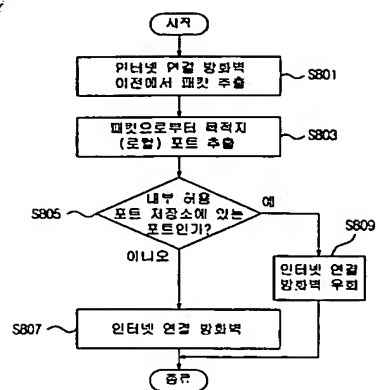 시작
인터넷 연결 방화벽
이전에서 패킷 추출
S801
패킷으로부터 목적지
(로컬) 포트 추출
S803
내부 허용
포트 저장소에 있는
포트인가?
S805
예
아니오
S809
인터넷 연결
방화벽 우회
S807
인터넷 연결 방화벽
종료